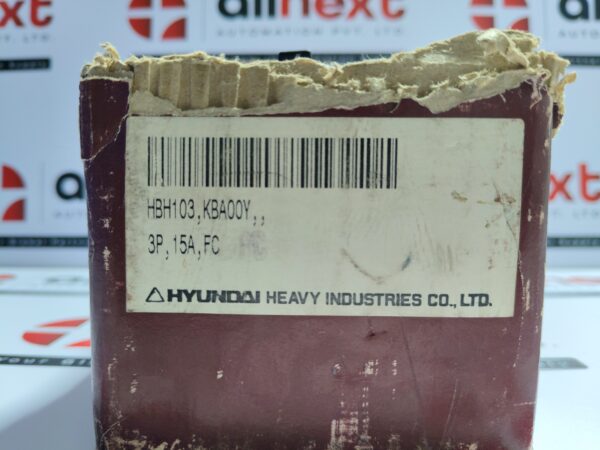 allnext
AUTOMATION PVT. LTD
HBH103,KBA00Y,,
3P,15A,FC
HYUNDAI HEAVY INDUSTRIES CO., LTD.